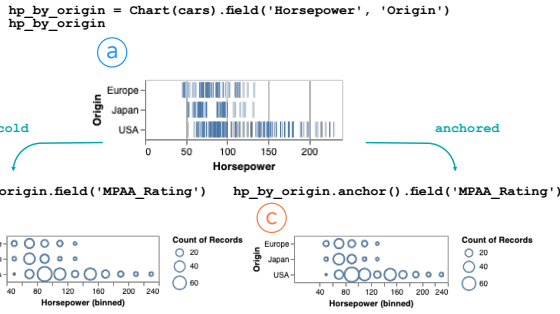 hp_by_origin = Chart(cars).field('Horsepower', 'Origin')
hp_by_origin
a
Europe
Japan
USA
Origin
0 50 100 150 200
Horsepower
cold
anchored
origin.field('MPAA_Rating')
hp_by_origin.anchor().field('MPAA_Rating')
c
40 80 120 160 200 240
Horsepower (binned)
Count of Records
20
40
60
Europe
Japan
USA
Origin
40 80 120 160 200 240
Horsepower (binned)
Count of Records
20
40
60